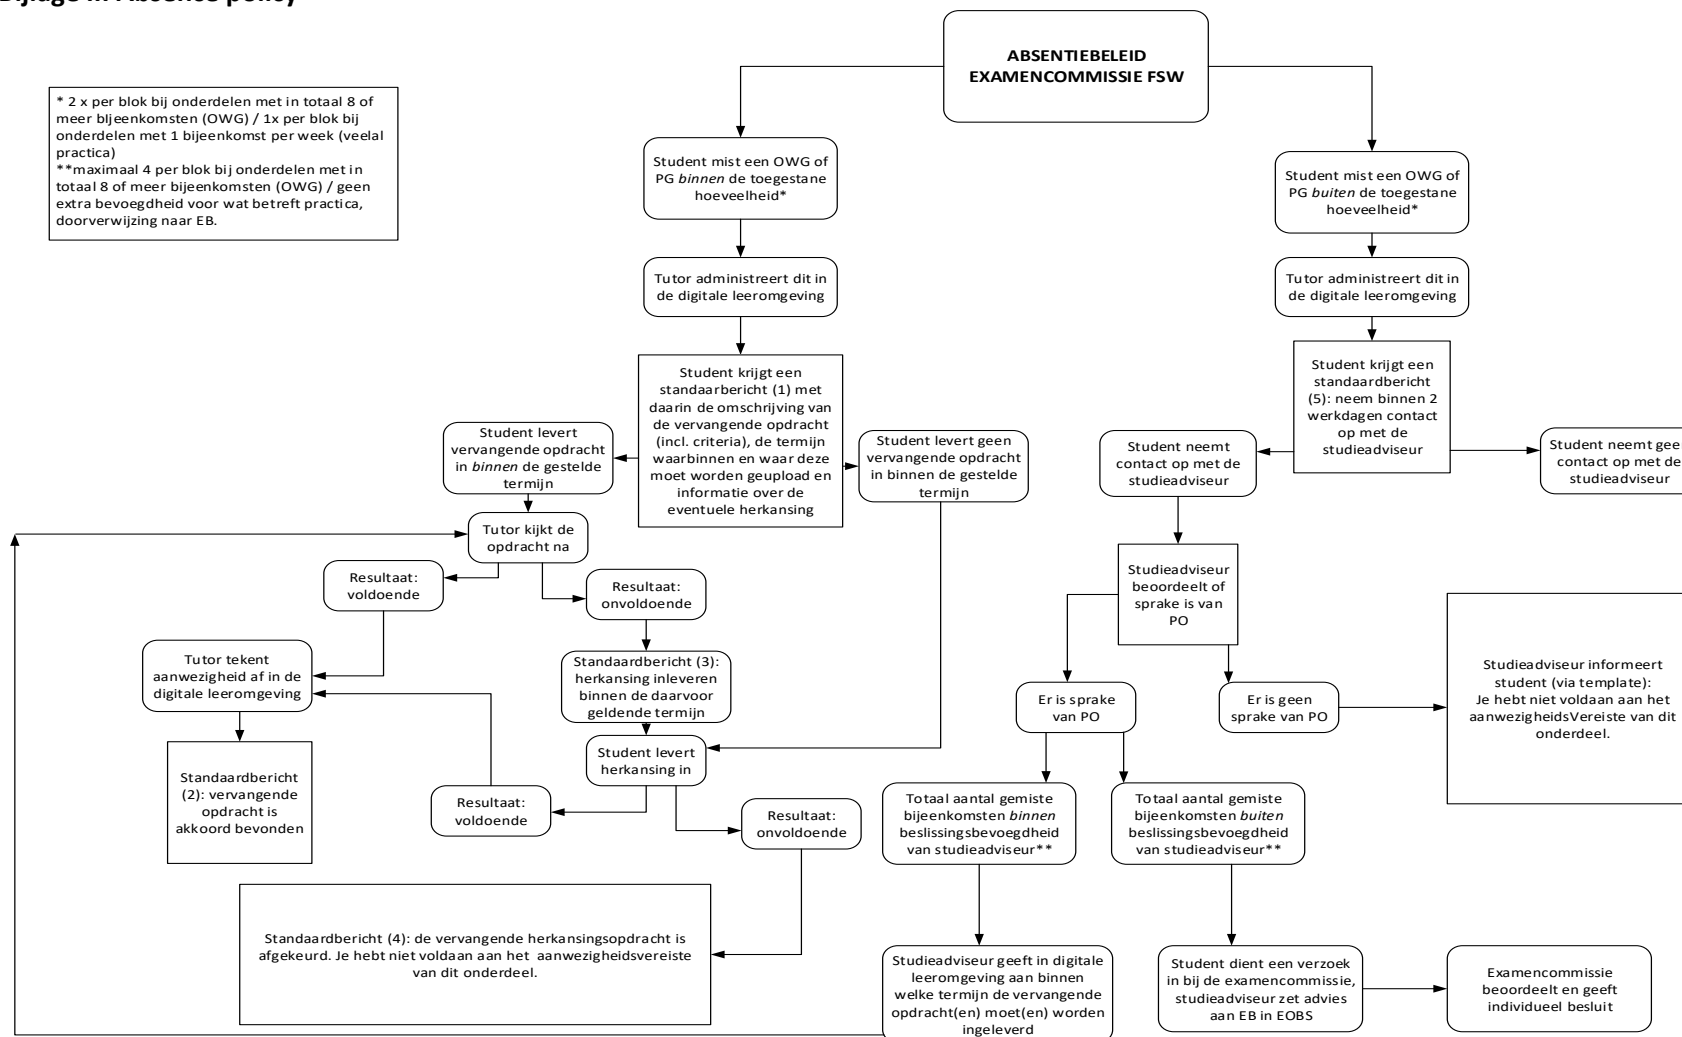 Bijlage III Absence policy
ABSENTIEBELEID
EXAMENCOMMISSIE FSW
* 2 x per blok bij onderdelen met in totaal 8 of
meer bijeenkomsten (OWG) / 1x per blok bij
onderdelen met 1 bijeenkomst per week (veelal
practica)
**maximaal 4 per blok bij onderdelen met in
totaal 8 of meer bijeenkomsten (OWG) / geen
extra bevoegdheid voor wat betreft practica,
doorverwijzing naar EB.
Student mist een OWG of
PG binnen de toegestane
hoeveelheid*
Student mist een OWG of
PG buiten de toegestane
hoeveelheid*
Tutor administreert dit in
de digitale leeromgeving
Tutor administreert dit in
de digitale leeromgeving
Student krijgt een
standaarbericht (1) met
daarin de omschrijving van
de vervangende opdracht
(incl. criteria), de termijn
waarbinnen en waar deze
moet worden geupload en
informatie over de
eventuele herkansing
Student krijgt een
standaardbericht
(5): neem binnen 2
werkdagen contact
op met de
studieadviseur
Student levert
vervangende opdracht
in binnen de gestelde
termijn
Student levert geen
vervangende opdracht
in binnen de gestelde
termijn
Student neemt
contact op met de
studieadviseur
Student neemt geen
contact op met de
studieadviseur
Tutor kijkt de
opdracht na
Resultaat:
voldoende
Resultaat:
onvoldoende
Studieadviseur
beoordeelt of
sprake is van
PO
Tutor tekent
aanwezigheid af in de
digitale leeromgeving
Standaardbericht (3):
herkansing inleveren
binnen de daarvoor
geldende termijn
Er is sprake
van PO
Er is geen
sprake van PO
Studieadviseur informeert
student (via template):
Je hebt niet voldaan aan het
aanwezigheidsVereiste van dit
onderdeel.
Student levert
herkansing in
Standaardbericht
(2): vervangende
opdracht is
akkoord bevonden
Resultaat:
voldoende
Resultaat:
onvoldoende
Totaal aantal gemiste
bijeenkomsten binnen
beslissingsbevoegdheid
van studieadviseur**
Totaal aantal gemiste
bijeenkomsten buiten
beslissingsbevoegdheid
van studieadviseur**
Standaardbericht (4): de vervangende herkansingsopdracht is
afgekeurd. Je hebt niet voldaan aan het aanwezigheidsvereiste
van dit onderdeel.
Studieadviseur geeft in digitale
leeromgeving aan binnen
welke termijn de vervangende
opdracht(en) moet(en) worden
ingeleverd
Student dient een verzoek
in bij de examencommissie,
studieadviseur zet advies
aan EB in EOBS
Examencommissie
beoordeelt en geeft
individueel besluit